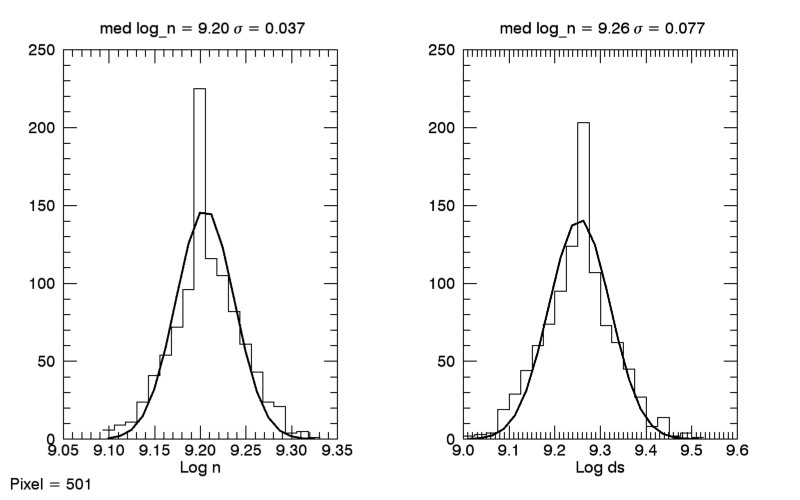 med log_n = 9.20 σ = 0.037
250
200
150
100
50
0
9.05 9.10 9.15 9.20 9.25 9.30 9.35
Log n
med log_n = 9.26 σ = 0.077
250
200
150
100
50
0
9.0 9.1 9.2 9.3 9.4 9.5 9.6
Log ds
Pixel = 501